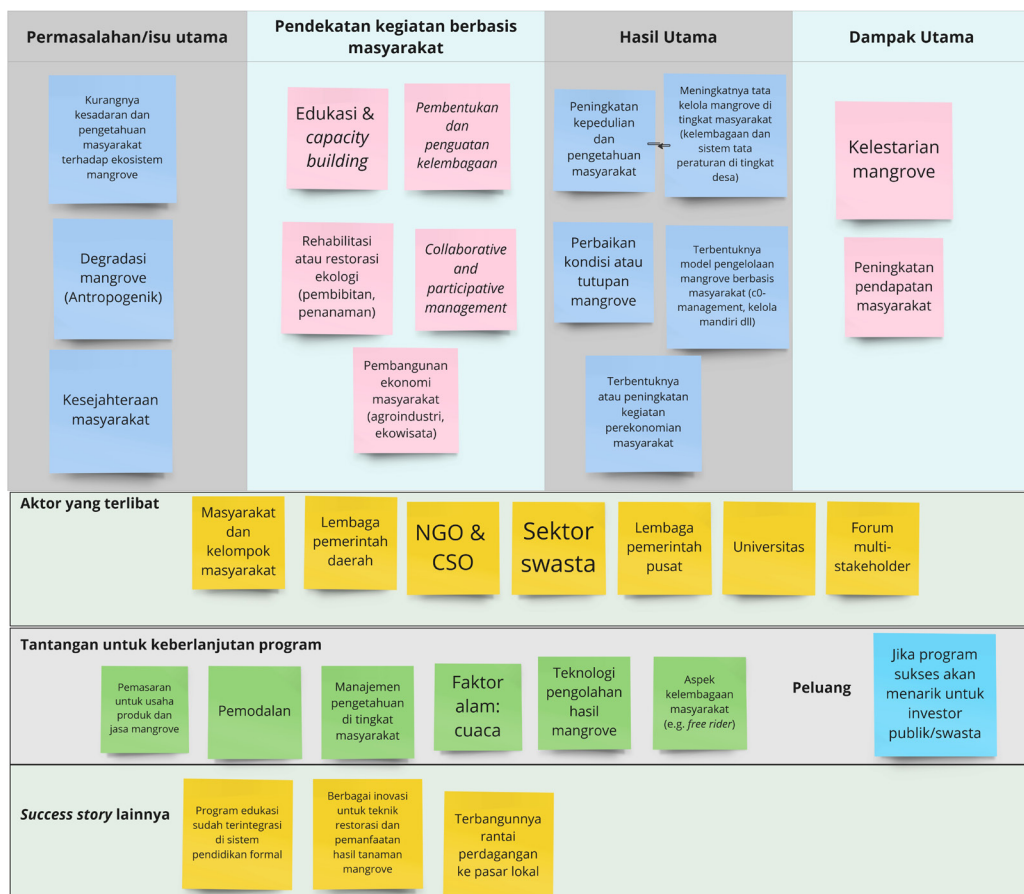 Permasalahan/isu utama
Pendekatan kegiatan berbasis
masyarakat
Hasil Utama
Dampak Utama
Kurangnya
kesadaran dan
pengetahuan
masyarakat
terhadap ekosistem
mangrove
Degradasi
mangrove
(Antropogenik)
Kesejahteraan
masyarakat
Edukasi &
capacity
building
Pembentukan
dan
penguatan
kelembagaan
Rehabilitasi
atau restorasi
ekologi
(pembibitan,
penanaman)
Collaborative
and
participative
management
Pembangunan
ekonomi
masyarakat
(agroindustri,
ekowisata)
Peningkatan
kepedulian
dan
pengetahuan
masyarakat
Meningkatnya tata
kelola mangrove di
tingkat masyarakat
(kelembagaan dan
sistem tata
peraturan di tingkat
desa)
Perbaikan
kondisi atau
tutupan
mangrove
Terbentuknya
model pengelolaan
mangrove berbasis
masyarakat (c0-
management, kelola
mandiri dll)
Terbentuknya
atau peningkatan
kegiatan
perekonomian
masyarakat
Kelestarian
mangrove
Peningkatan
pendapatan
masyarakat
Aktor yang terlibat
Masyarakat
dan
kelompok
masyarakat
Lembaga
pemerintah
daerah
NGO &
CSO
Sektor
swasta
Lembaga
pemerintah
pusat
Universitas
Forum
multi-
stakeholder
Tantangan untuk keberlanjutan program
Pemasaran
untuk usaha
produk dan
jasa mangrove
Pemodalan
Manajemen
pengetahuan
di tingkat
masyarakat
Faktor
alam:
cuaca
Teknologi
pengolahan
hasil
mangrove
Aspek
kelembagaan
masyarakat
(e.g. free rider)
Peluang
Jika program
sukses akan
menarik untuk
investor
publik/swasta
Success story lainnya
Program edukasi
sudah terintegrasi
di sistem
pendidikan formal
Berbagai inovasi
untuk teknik
restorasi dan
pemanfaatan
hasil tanaman
mangrove
Terbangunnya
rantai
perdagangan
ke pasar lokal